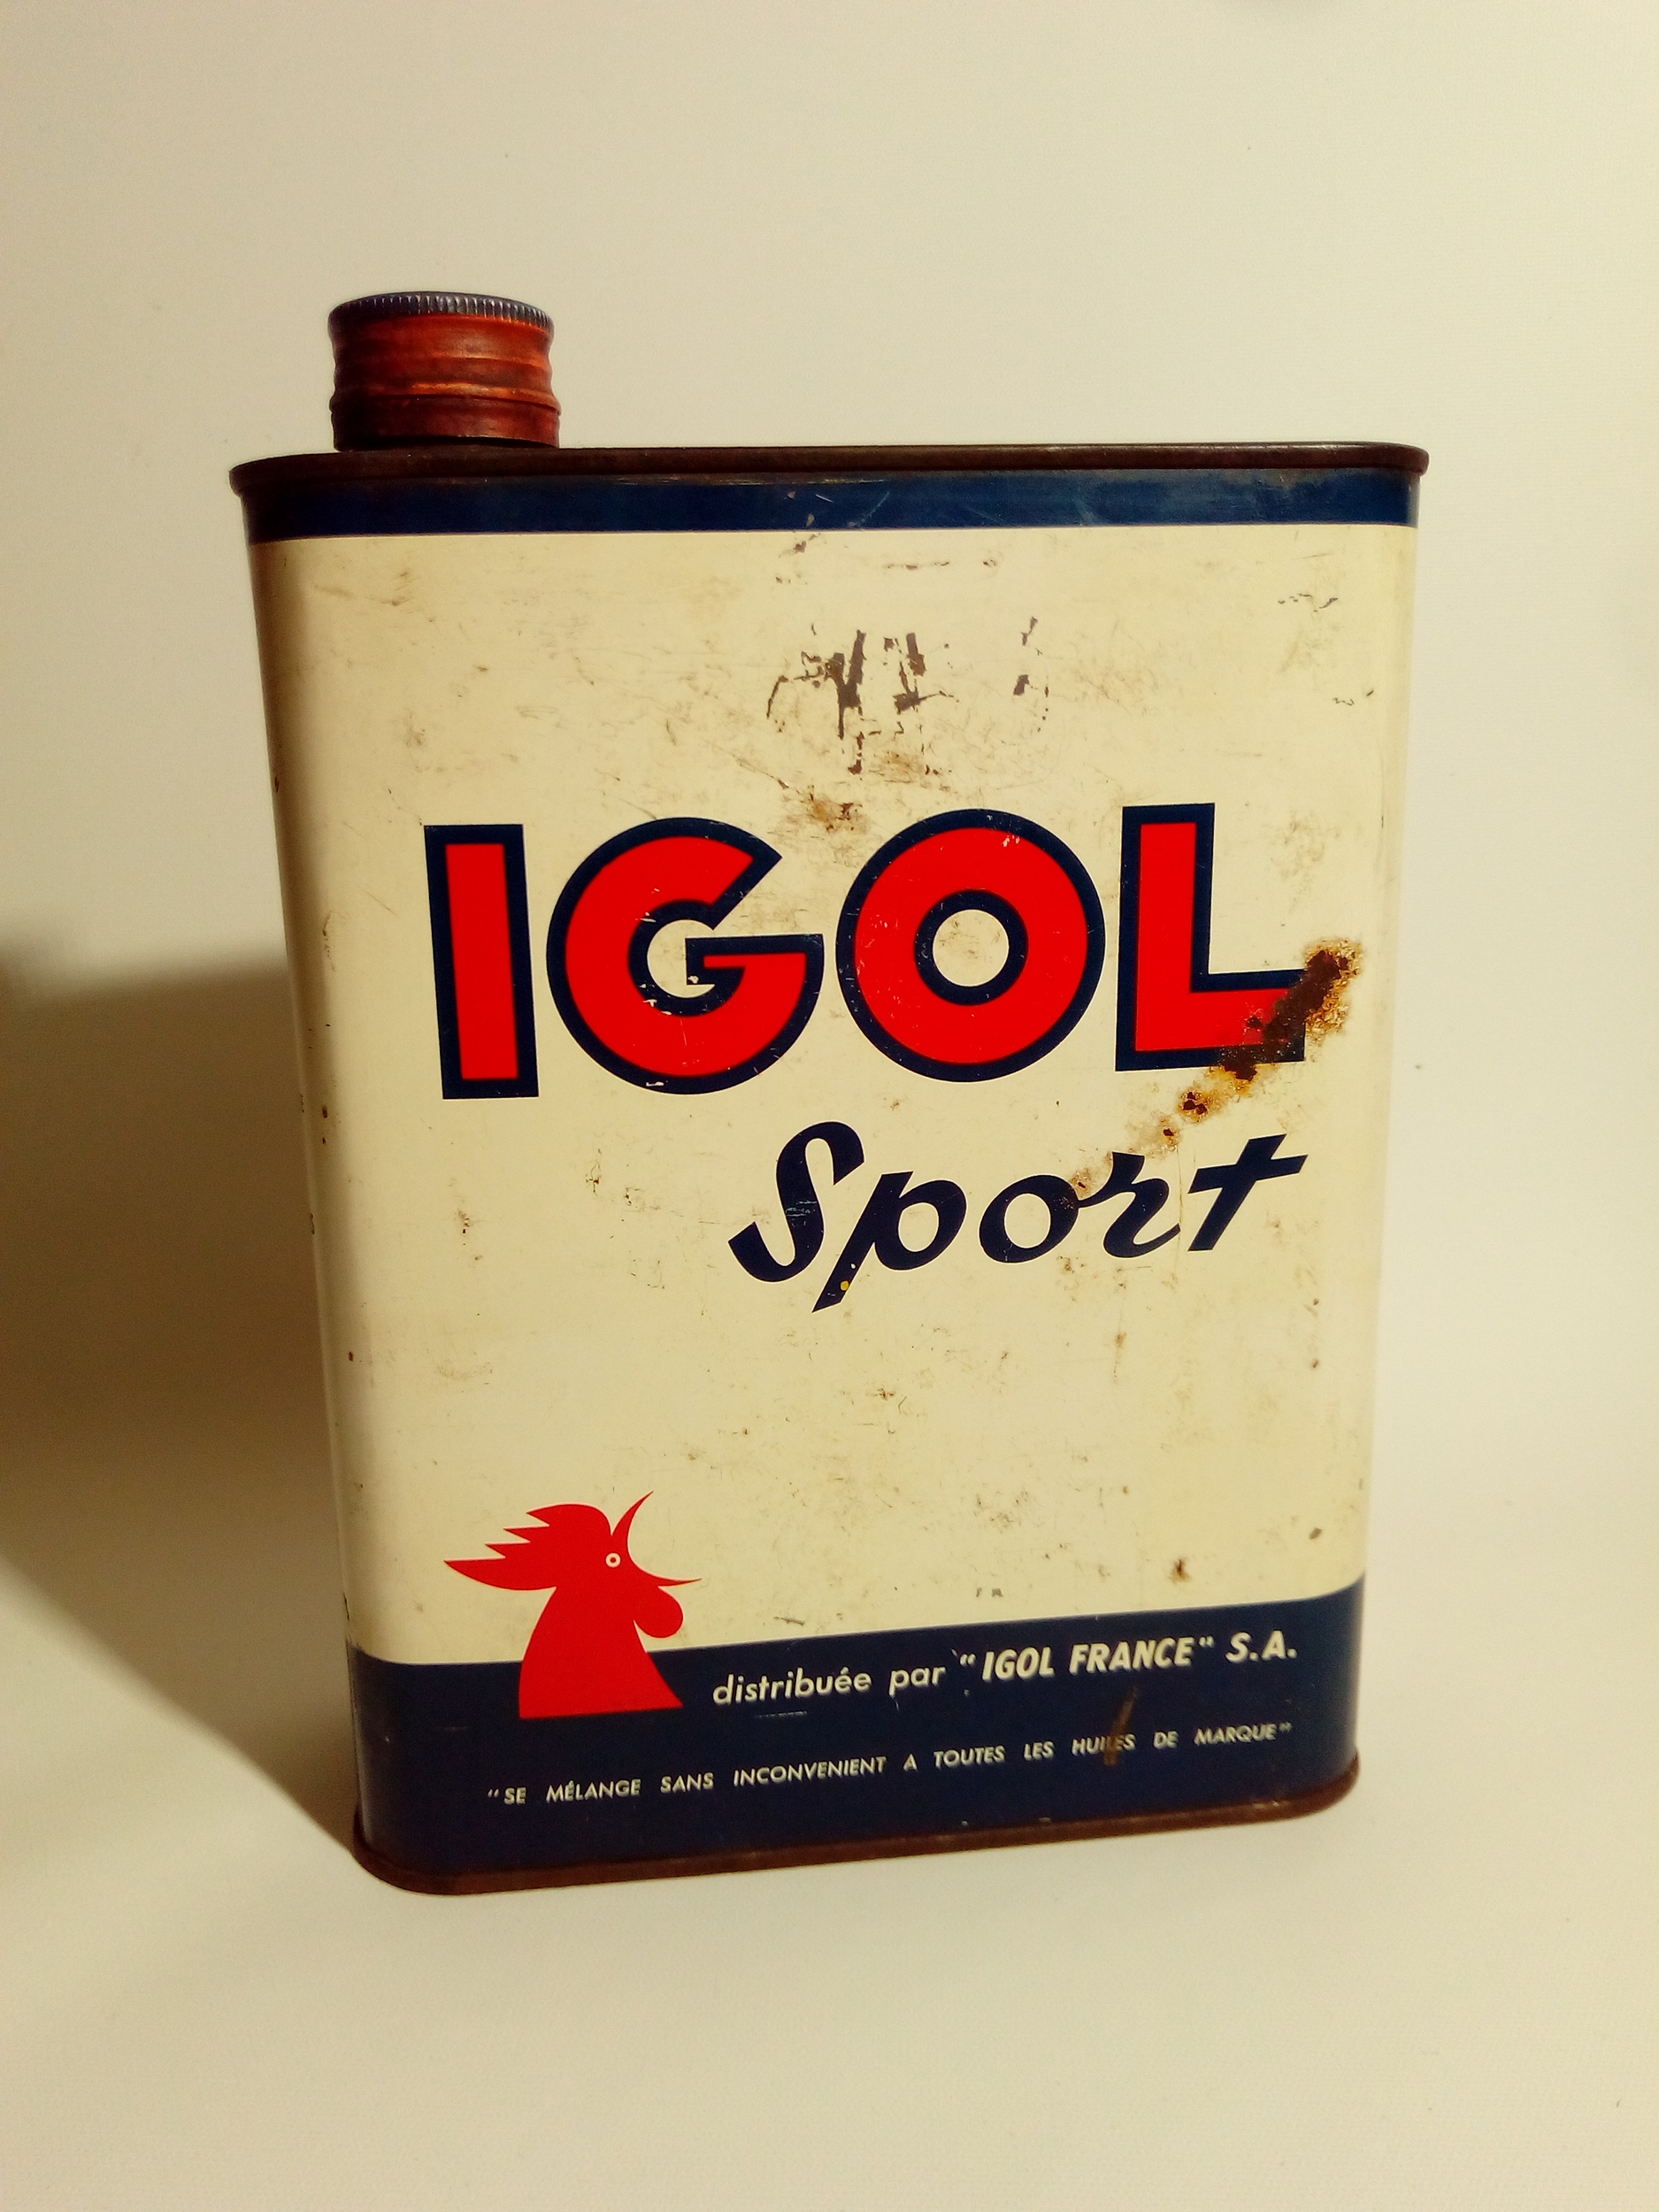 IGOL
Sport
distribuée par "IGOL FRANCE" S.A.
"SE MÉLANGE SANS INCONVENIENT A TOUTES LES HUILES DE MARQUE"